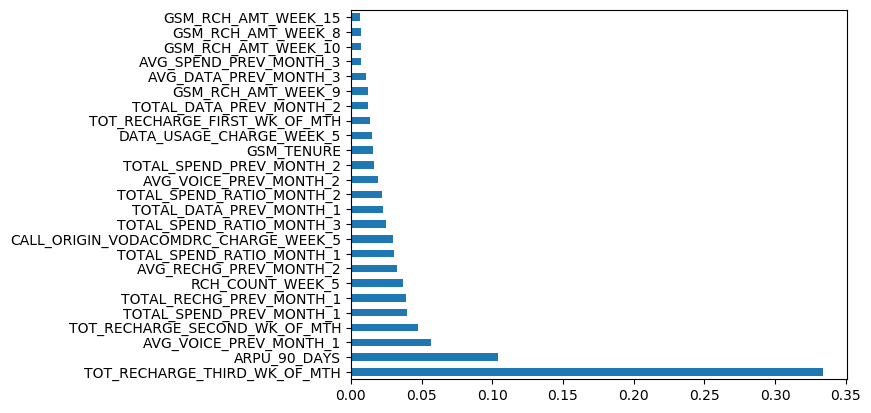 GSM_RCH_AMT_WEEK_15
GSM_RCH_AMT_WEEK_8
GSM_RCH_AMT_WEEK_10
AVG_SPEND_PREV_MONTH_3
AVG_DATA_PREV_MONTH_3
GSM_RCH_AMT_WEEK_9
TOTAL_DATA_PREV_MONTH_2
TOT_RECHARGE_FIRST_WK_OF_MTH
DATA_USAGE_CHARGE_WEEK_5
GSM_TENURE
TOTAL_SPEND_PREV_MONTH_2
AVG_VOICE_PREV_MONTH_2
TOTAL_SPEND_RATIO_MONTH_2
TOTAL_DATA_PREV_MONTH_1
TOTAL_SPEND_RATIO_MONTH_3
CALL_ORIGIN_VODACOMDRC_CHARGE_WEEK_5
TOTAL_SPEND_RATIO_MONTH_1
AVG_RECHG_PREV_MONTH_2
RCH_COUNT_WEEK_5
TOTAL_RECHG_PREV_MONTH_1
TOTAL_SPEND_PREV_MONTH_1
TOT_RECHARGE_SECOND_WK_OF_MTH
AVG_VOICE_PREV_MONTH_1
ARPU_90_DAYS
TOT_RECHARGE_THIRD_WK_OF_MTH
0.00 0.05 0.10 0.15 0.20 0.25 0.30 0.35